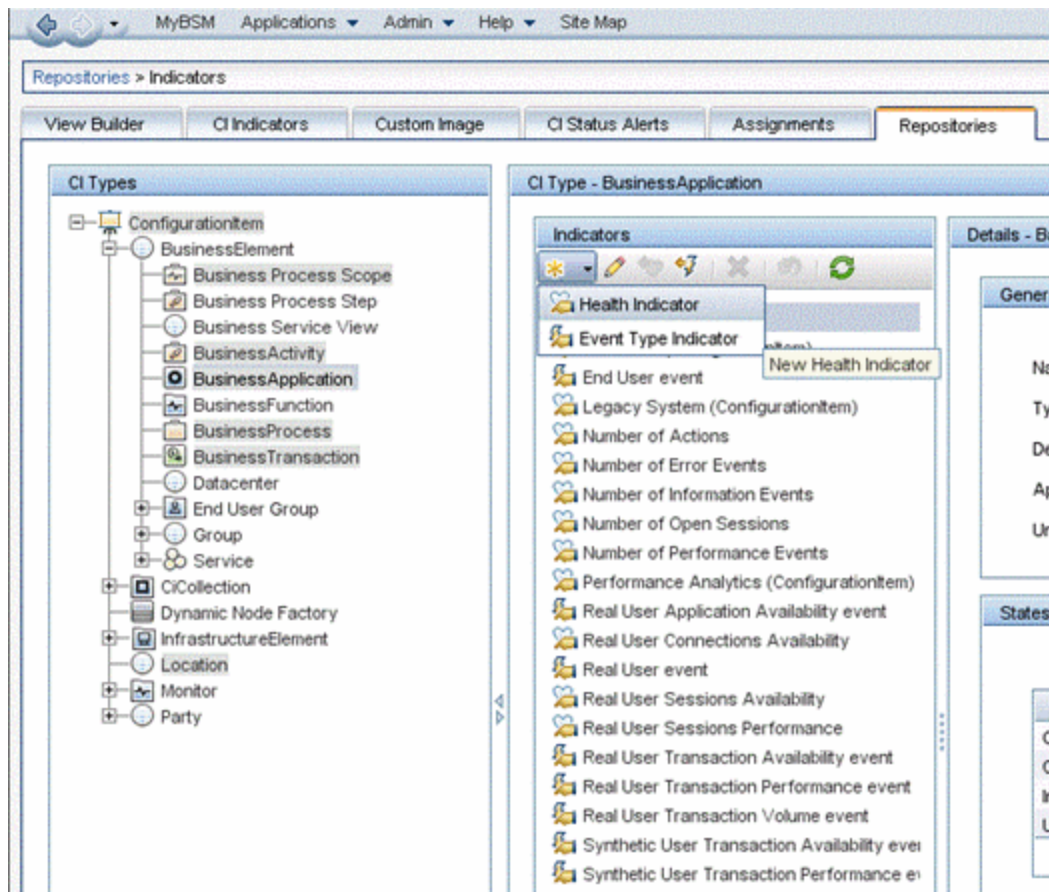 MyBSM Applications Admin Help Site Map
Repositories > Indicators
View Builder CI Indicators Custom Image CI Status Alerts Assignments Repositories
CI Types
ConfigurationItem
BusinessElement
Business Process Scope
Business Process Step
Business Service View
BusinessActivity
BusinessApplication
BusinessFunction
BusinessProcess
BusinessTransaction
Datacenter
End User Group
Group
Service
CiCollection
Dynamic Node Factory
InfrastructureElement
Location
Monitor
Party
CI Type - BusinessApplication
Indicators
Health Indicator
Event Type Indicator
New Health Indicator
End User event
Legacy System (ConfigurationItem)
Number of Actions
Number of Error Events
Number of Information Events
Number of Open Sessions
Number of Performance Events
Performance Analytics (ConfigurationItem)
Real User Application Availability event
Real User Connections Availability
Real User event
Real User Sessions Availability
Real User Sessions Performance
Real User Transaction Availability event
Real User Transaction Performance event
Real User Transaction Volume event
Synthetic User Transaction Availability
Synthetic User Transaction Performance
Details - B
Gener
Na
Ty
De
Ap
Un
States